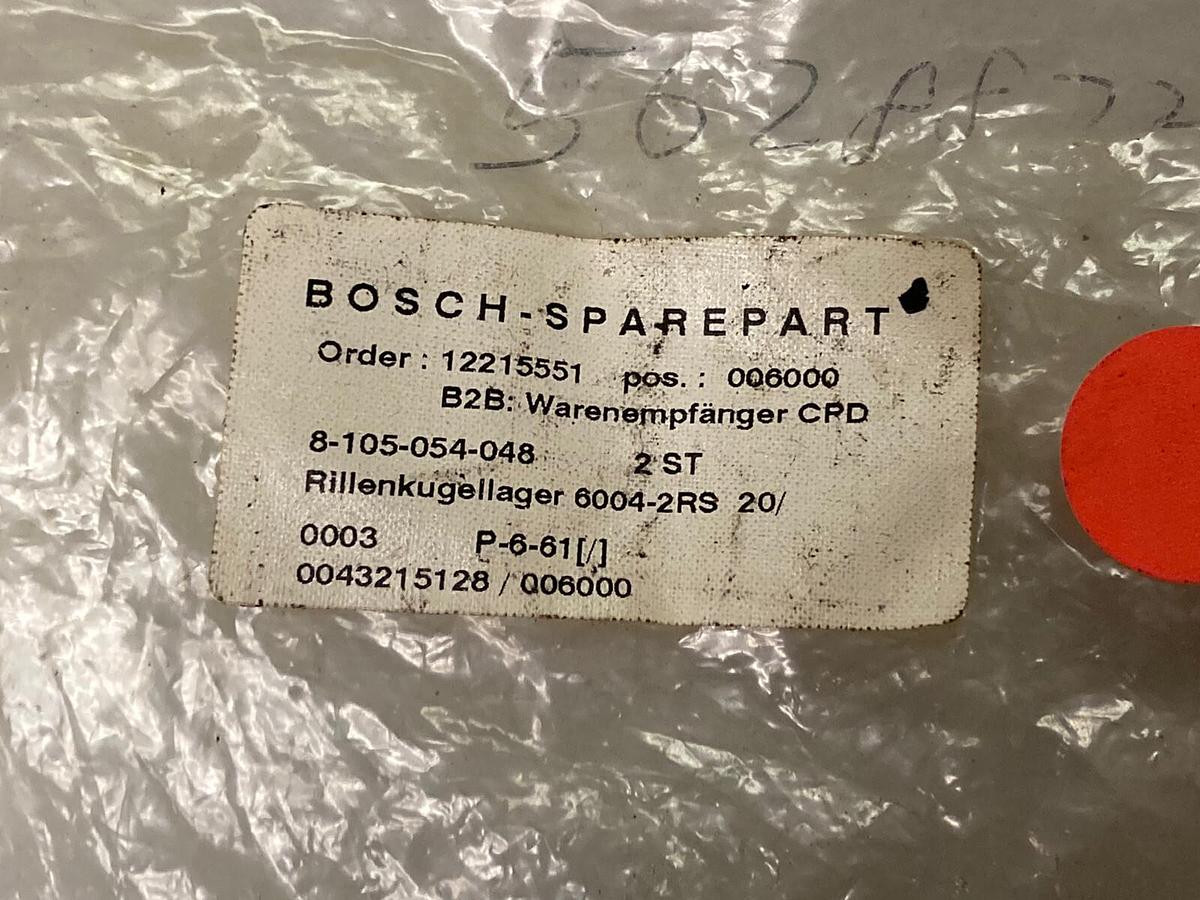 BOSCH-SPAREPART
Order : 12215551 pos. : 006000
B2B: Warenempfänger CPD
8-105-054-048 2 ST
Rillenkugellager 6004-2RS 20/
0003 P-6-61[/]
0043215128 / 006000